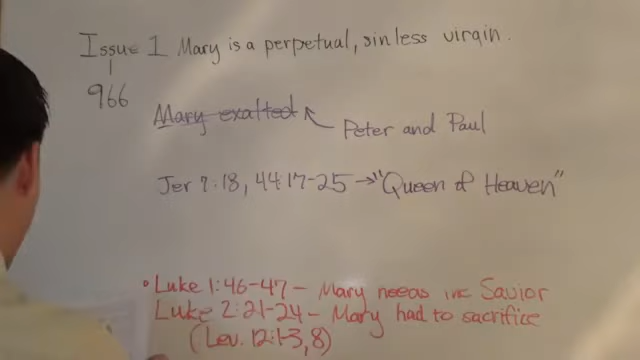 Issue 1 Mary is a perpetual, sinless virgin.
966
Mary exalted
Peter and Paul
Jer 7:18, 44:17-25 → "Queen of Heaven"
• Luke 1:46-47 - Mary needs the Savior
Luke 2:21-24 - Mary had to sacrifice
(Lev. 12:1-3, 8)